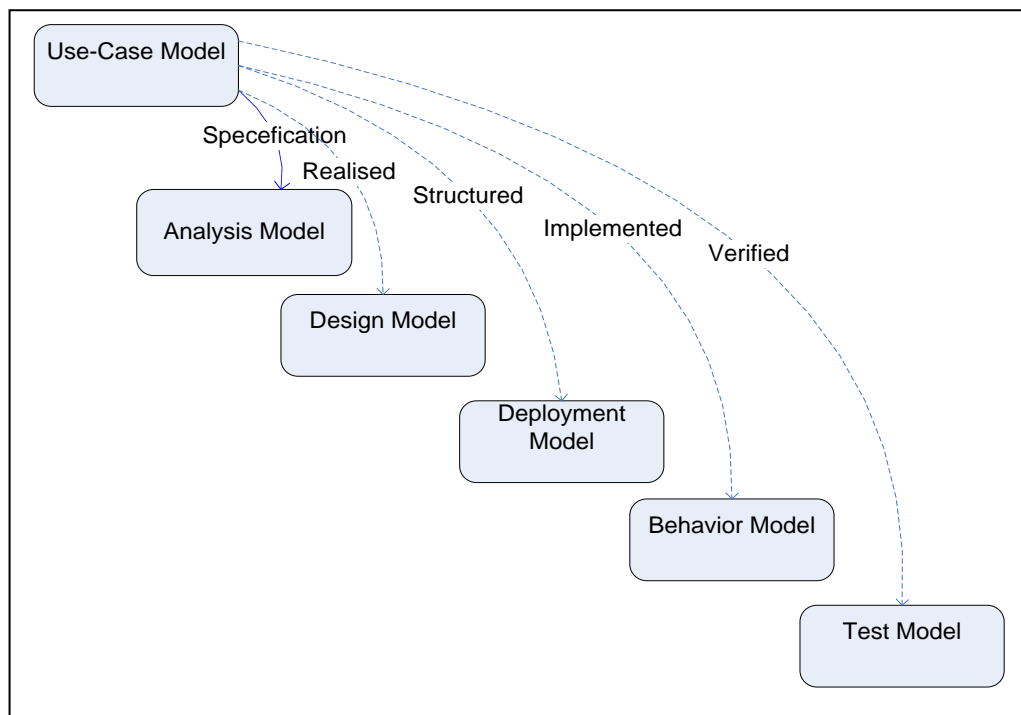 Use-Case Model
Specefication
Realised
Analysis Model
Structured
Implemented
Verified
Design Model
Deployment
Model
Behavior Model
Test Model